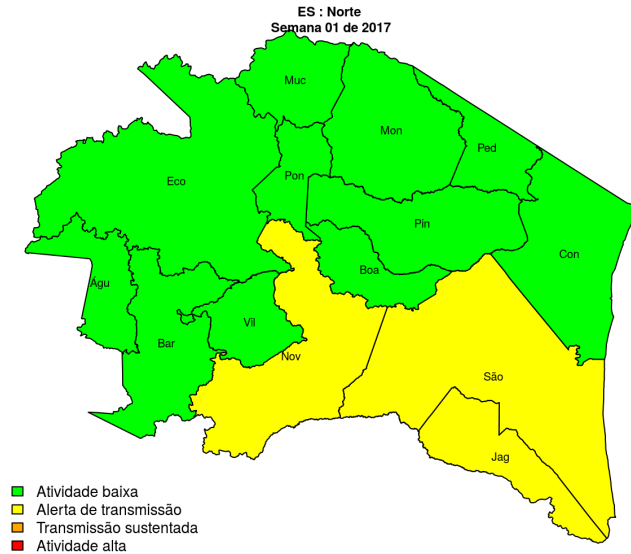 ES : Norte
Semana 01 de 2017
Muc
Mon
Ped
Eco
Pon
Pin
Con
Boa
Águ
Vil
Bar
Nov
São
Jag
Atividade baixa
Alerta de transmissão
Transmissão sustentada
Atividade alta